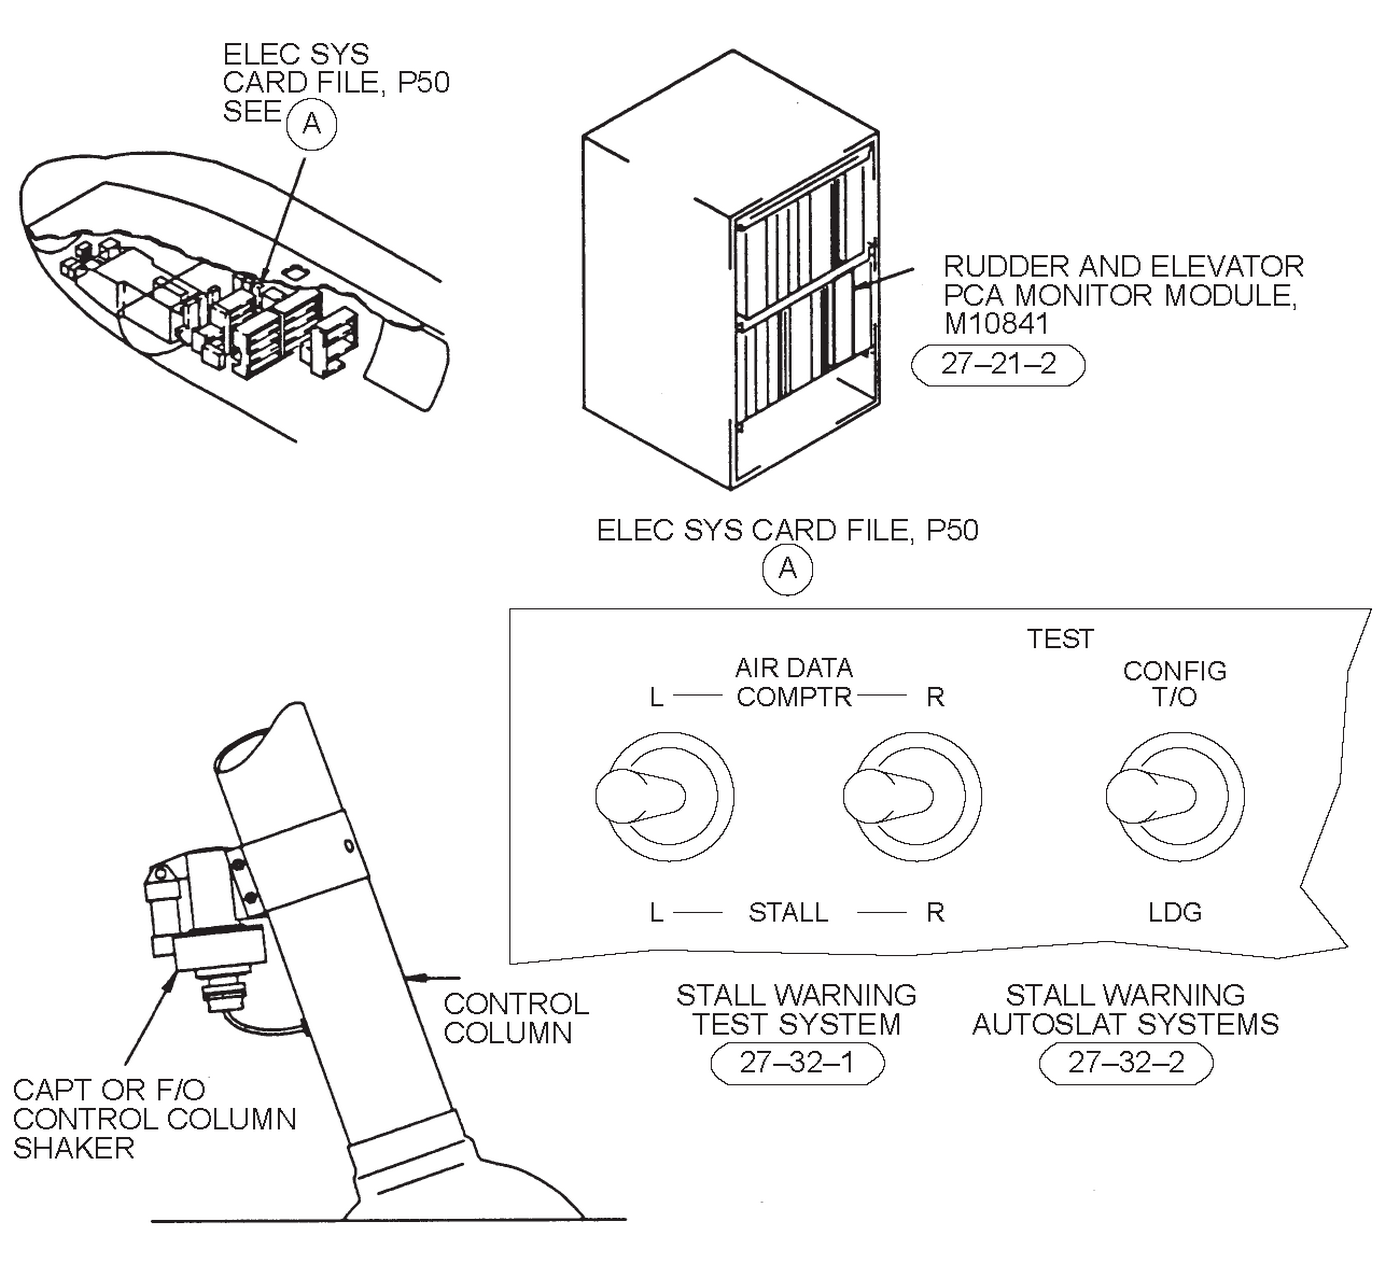 ELEC SYS
CARD FILE, P50
SEE A
RUDDER AND ELEVATOR
PCA MONITOR MODULE,
M10841
27–21–2
ELEC SYS CARD FILE, P50
A
TEST
AIR DATA
L COMPTR R
CONFIG
T/O
L STALL R
LDG
STALL WARNING
TEST SYSTEM
27–32–1
STALL WARNING
AUTOSLAT SYSTEMS
27–32–2
CONTROL
COLUMN
CAPT OR F/O
CONTROL COLUMN
SHAKER